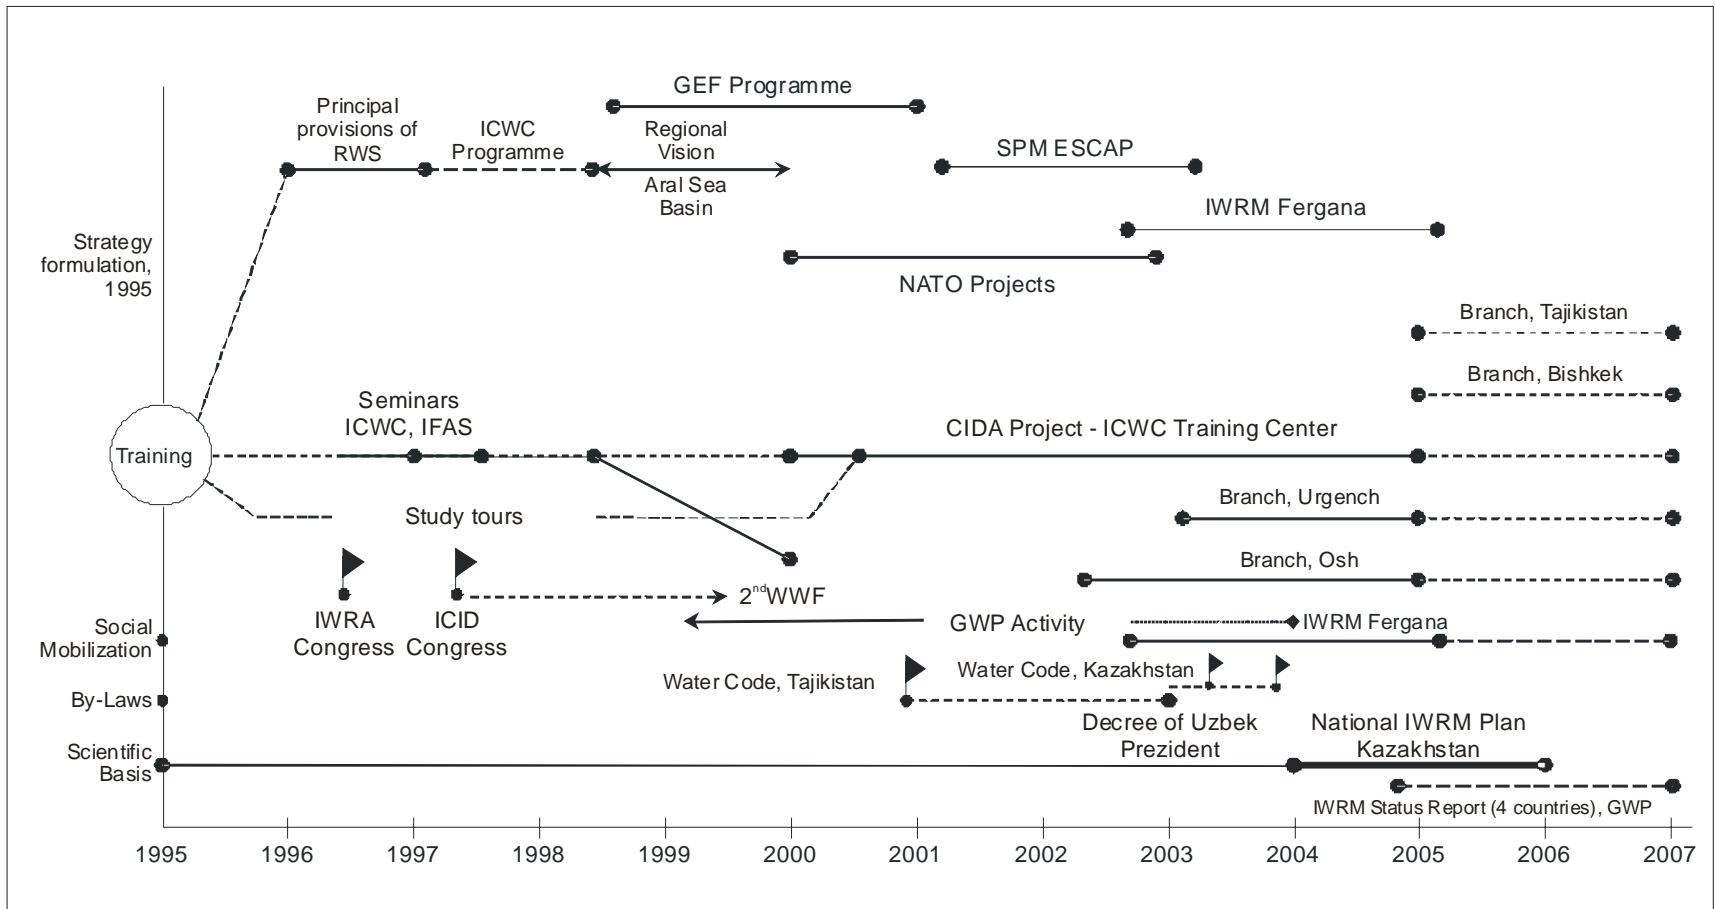 GEF Programme
Principal
provisions of
RWS
ICWC
Programme
Regional
Vision
Aral Sea
Basin
SPM ESCAP
IWRM Fergana
Strategy
formulation,
1995
NATO Projects
Branch, Tajikistan
Branch, Bishkek
Seminars
ICWC, IFAS
CIDA Project - ICWC Training Center
Training
Branch, Urgench
Study tours
Branch, Osh
2nd WWF
IWRA
Congress
ICID
Congress
GWP Activity
IWRM Fergana
Social
Mobilization
Water Code, Tajikistan
Water Code, Kazakhstan
By-Laws
Decree of Uzbek
Prezident
National IWRM Plan
Kazakhstan
Scientific
Basis
IWRM Status Report (4 countries), GWP
1995 1996 1997 1998 1999 2000 2001 2002 2003 2004 2005 2006 2007